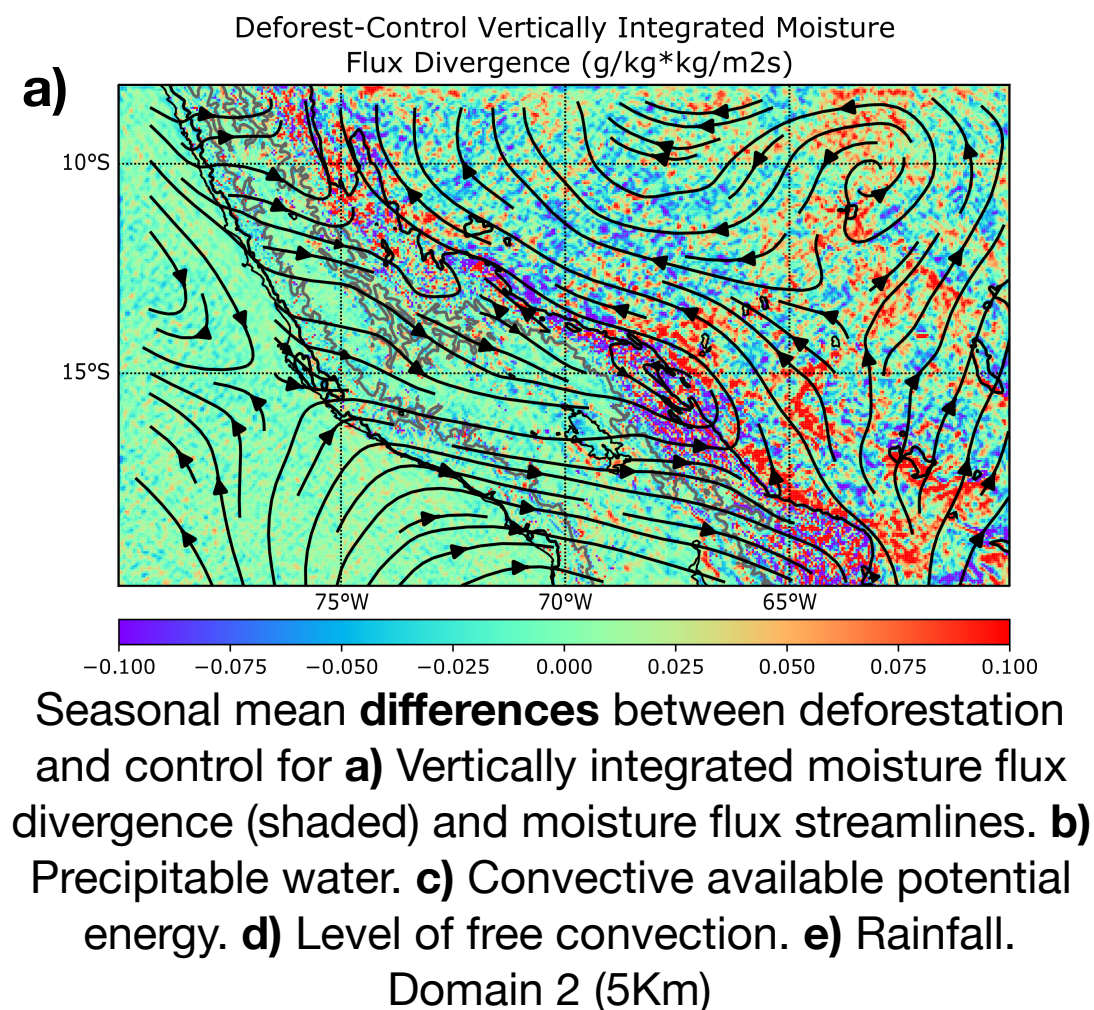 Deforest-Control Vertically Integrated Moisture
Flux Divergence (g/kg*kg/m2s)
a)
10°S
15°S
75°W 70°W 65°W
−0.100 −0.075 −0.050 −0.025 0.000 0.025 0.050 0.075 0.100
Seasonal mean differences between deforestation
and control for a) Vertically integrated moisture flux
divergence (shaded) and moisture flux streamlines. b)
Precipitable water. c) Convective available potential
energy. d) Level of free convection. e) Rainfall.
Domain 2 (5Km)